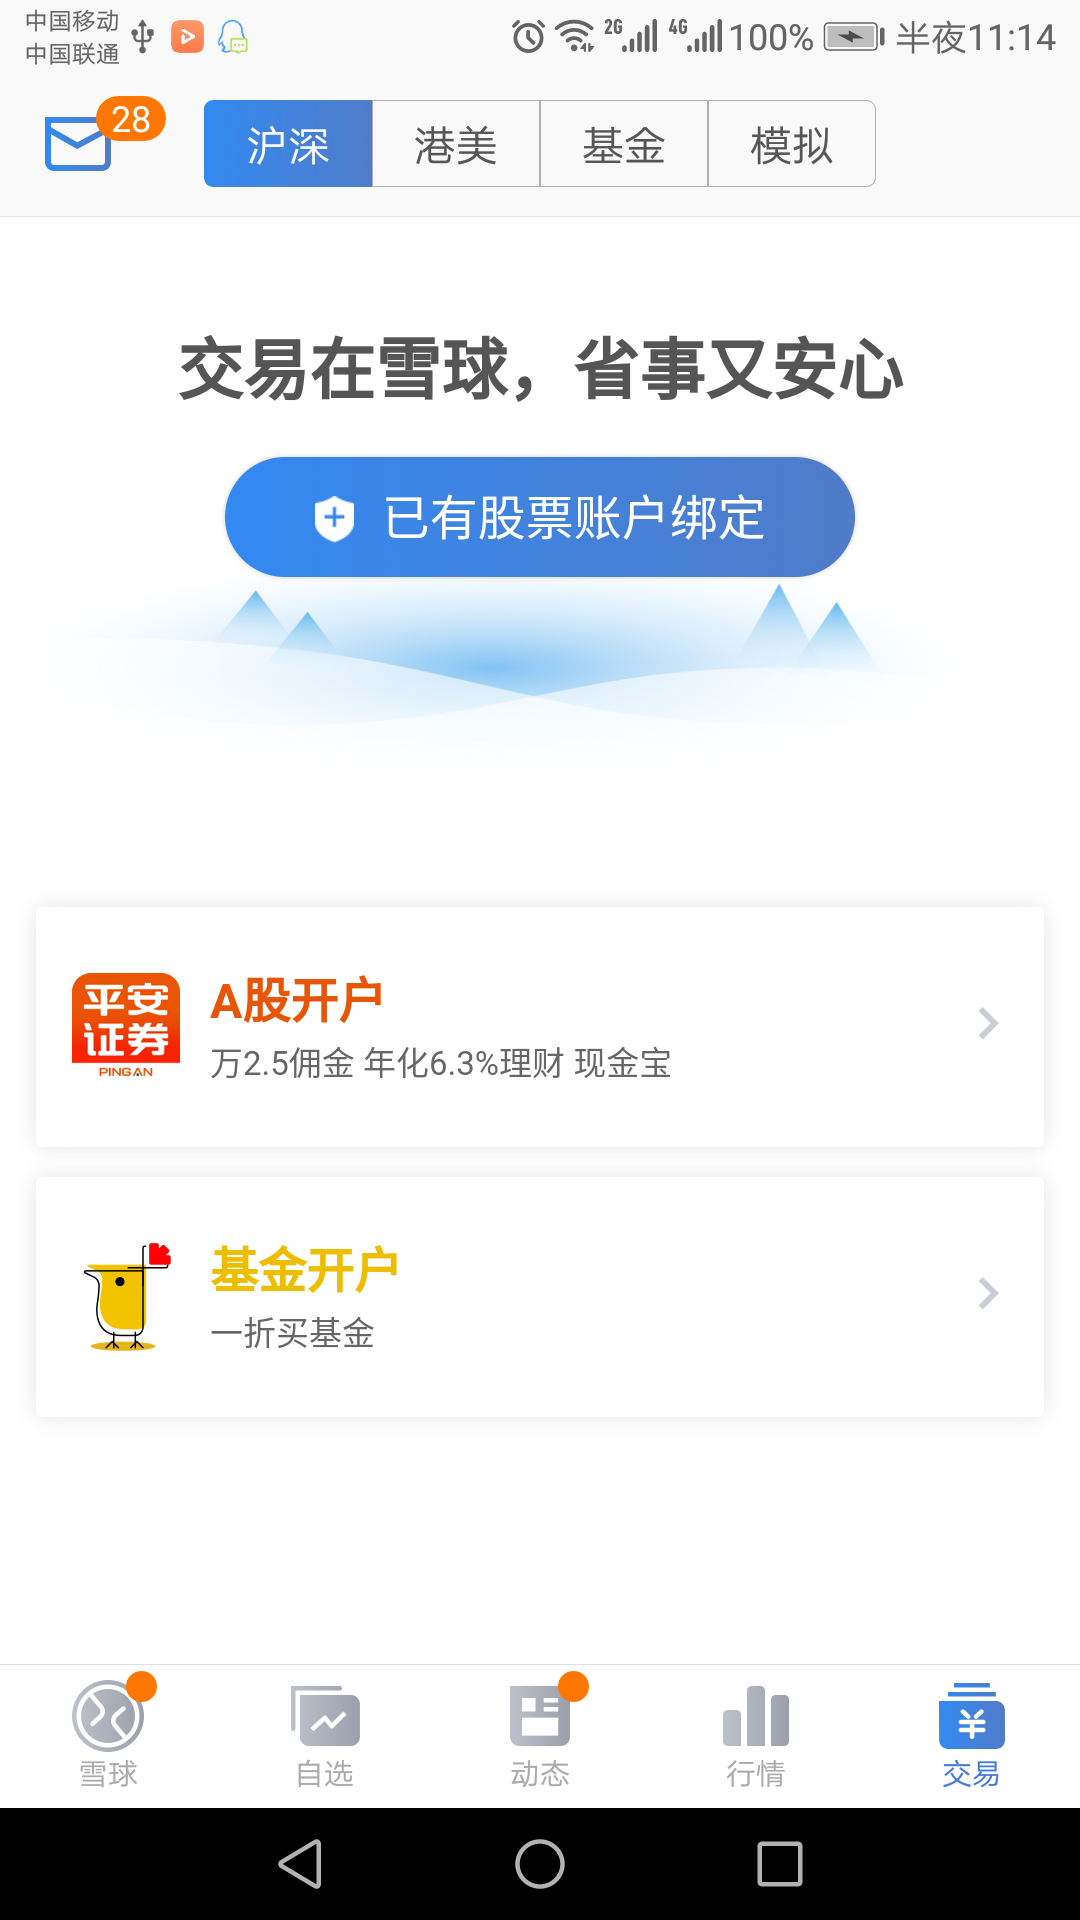 中国移动
中国联通
2G
4G
100%
半夜11:14
28
沪深
港美
基金
模拟
交易在雪球，省事又安心
已有股票账户绑定
平安
证券
PINGAN
A股开户
万2.5佣金 年化6.3%理财 现金宝
基金开户
一折买基金
雪球
自选
动态
行情
交易